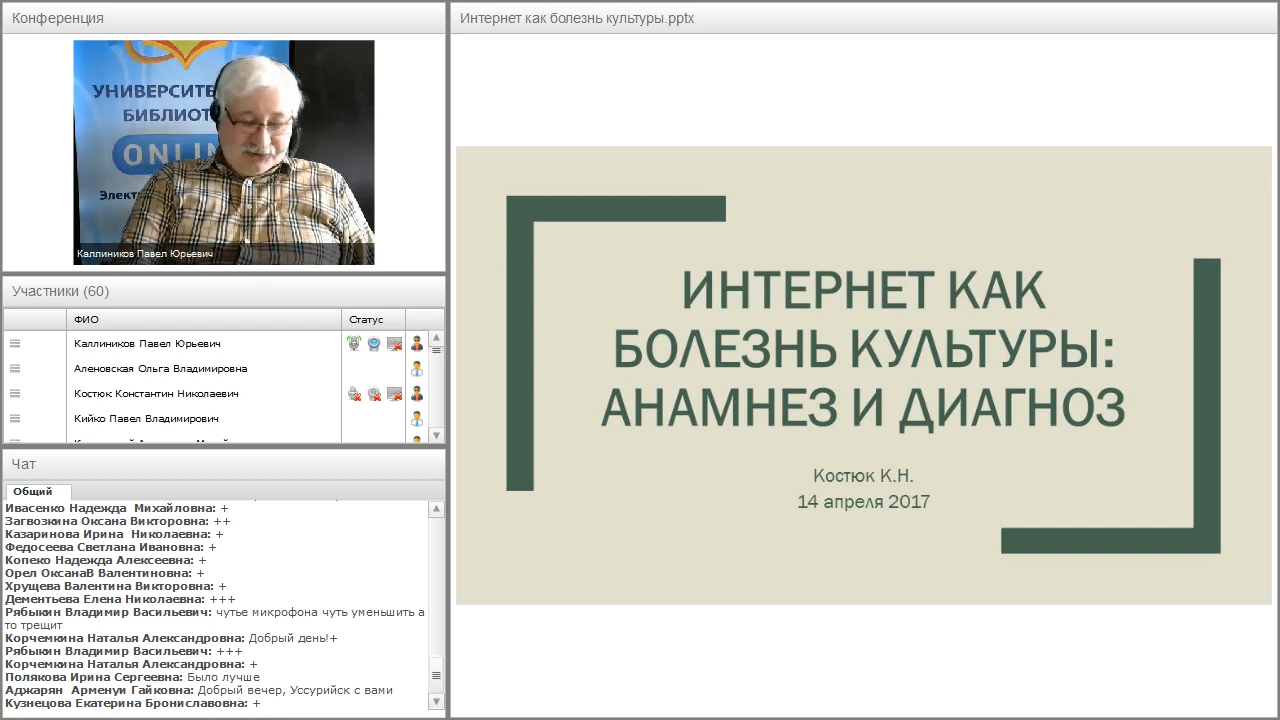 Конференция
УНИВЕРСИТЕ
БИБЛИОТ
ONLIN
Элект
Каллиников Павел Юрьевич
Участники (60)
ФИО
Статус
Каллиников Павел Юрьевич
Аленовская Ольга Владимировна
Костюк Константин Николаевич
Кийко Павел Владимирович
Чат
Общий
Ивасенко Надежда Михайловна: +
Загвозкина Оксана Викторовна: ++
Казаринова Ирина Николаевна: +
Федосеева Светлана Ивановна: +
Копеко Надежда Алексеевна: +
Орел ОксанаВ Валентиновна: +
Хрущева Валентина Викторовна: +
Дементьева Елена Николаевна: +++
Рябыкин Владимир Васильевич: чутье микрофона чуть уменьшить а
то трещит
Корчемкина Наталья Александровна: Добрый день!+
Рябыкин Владимир Васильевич: +++
Корчемкина Наталья Александровна: +
Полякова Ирина Сергеевна: Было лучше
Аджарян Арменуи Гайковна: Добрый вечер, Уссурийск с вами
Кузнецова Екатерина Брониславовна: +
Интернет как болезнь культуры.pptx
ИНТЕРНЕТ КАК
БОЛЕЗНЬ КУЛЬТУРЫ:
АНАМНЕЗ И ДИАГНОЗ
Костюк К.Н.
14 апреля 2017